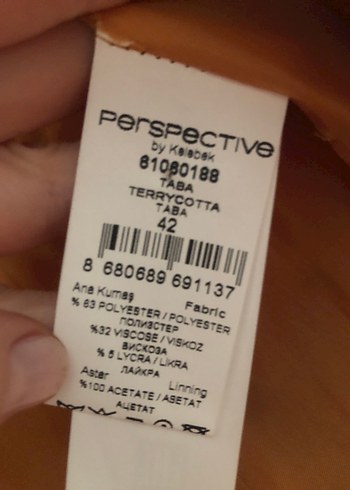 PERSPECTIVE
by Kelebek
61060188
TABA
TERRYCOTTA
TABA
42
8 680689 691137
Ana Kumaş Fabric
% 63 POLYESTER / POLYESTER
ПОЛИЭСТЕР
%32 VISCOSE / VISKOZ
ВИСКОЗА
% 5 LYCRA / LIKRA
ЛАЙКРА
Astar Linning
%100 ACETATE / ASETAT
АЦЕТАТ